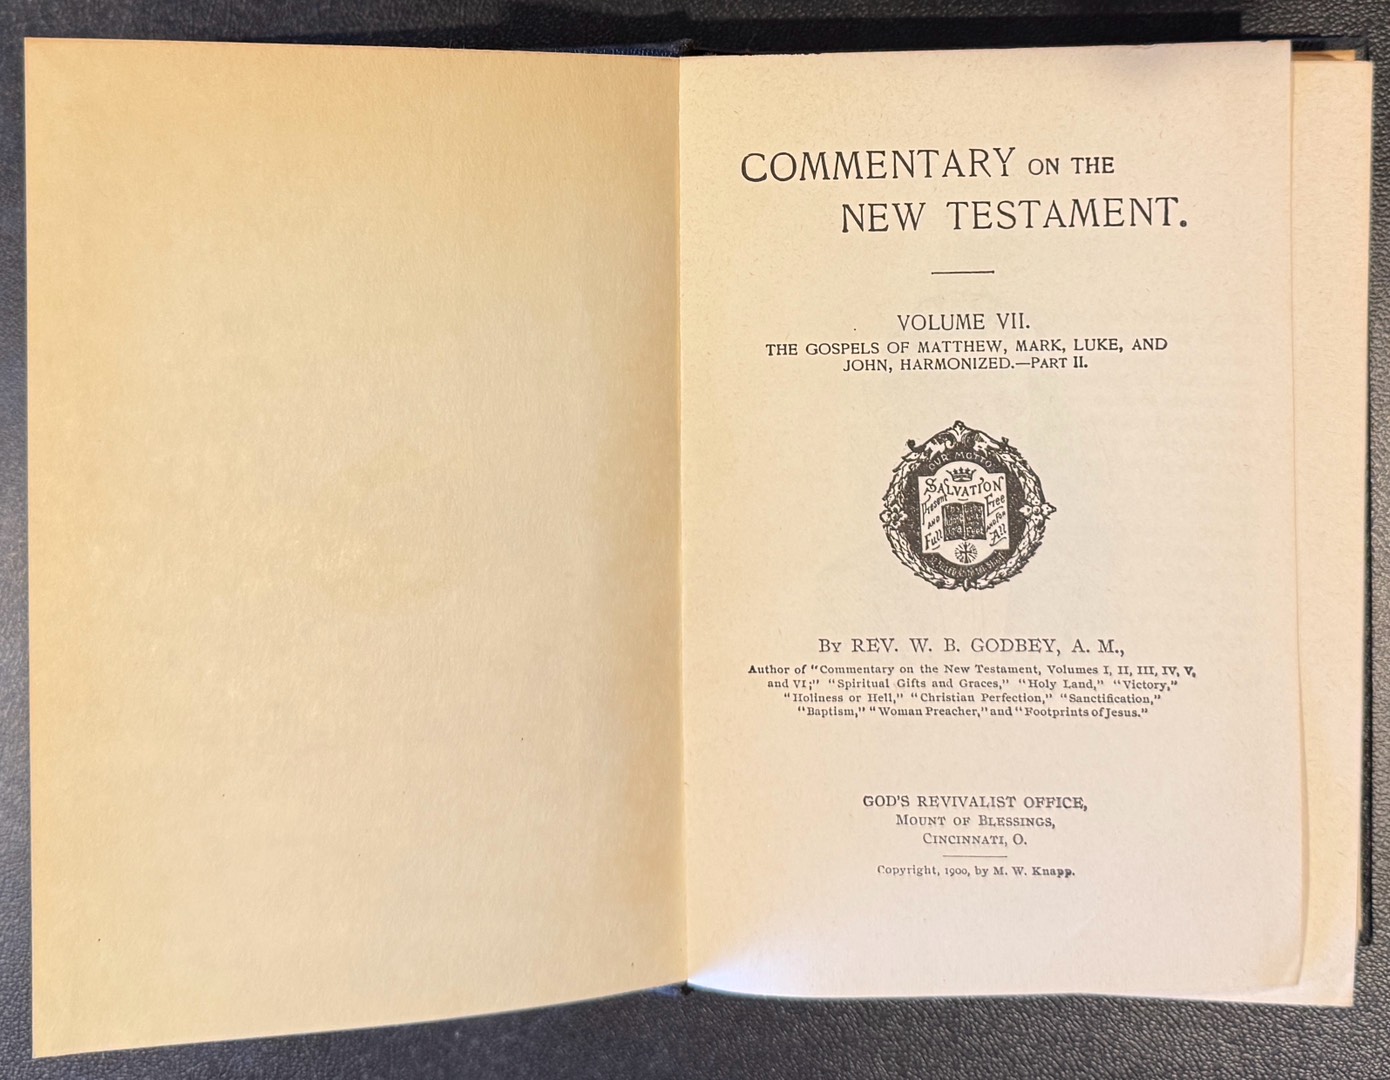 COMMENTARY ON THE
NEW TESTAMENT.
VOLUME VII.
THE GOSPELS OF MATTHEW, MARK, LUKE, AND
JOHN, HARMONIZED.—PART II.
OUR MOTTO
SALVATION
Present Free
AND AND FOR
Full All
BY REV. W. B. GODBEY, A. M.,
Author of "Commentary on the New Testament, Volumes I, II, III, IV, V,
and VI;" "Spiritual Gifts and Graces," "Holy Land," "Victory,"
"Holiness or Hell," "Christian Perfection," "Sanctification,"
"Baptism," "Woman Preacher," and "Footprints of Jesus."
GOD'S REVIVALIST OFFICE,
MOUNT OF BLESSINGS,
CINCINNATI, O.
Copyright, 1900, by M. W. Knapp.